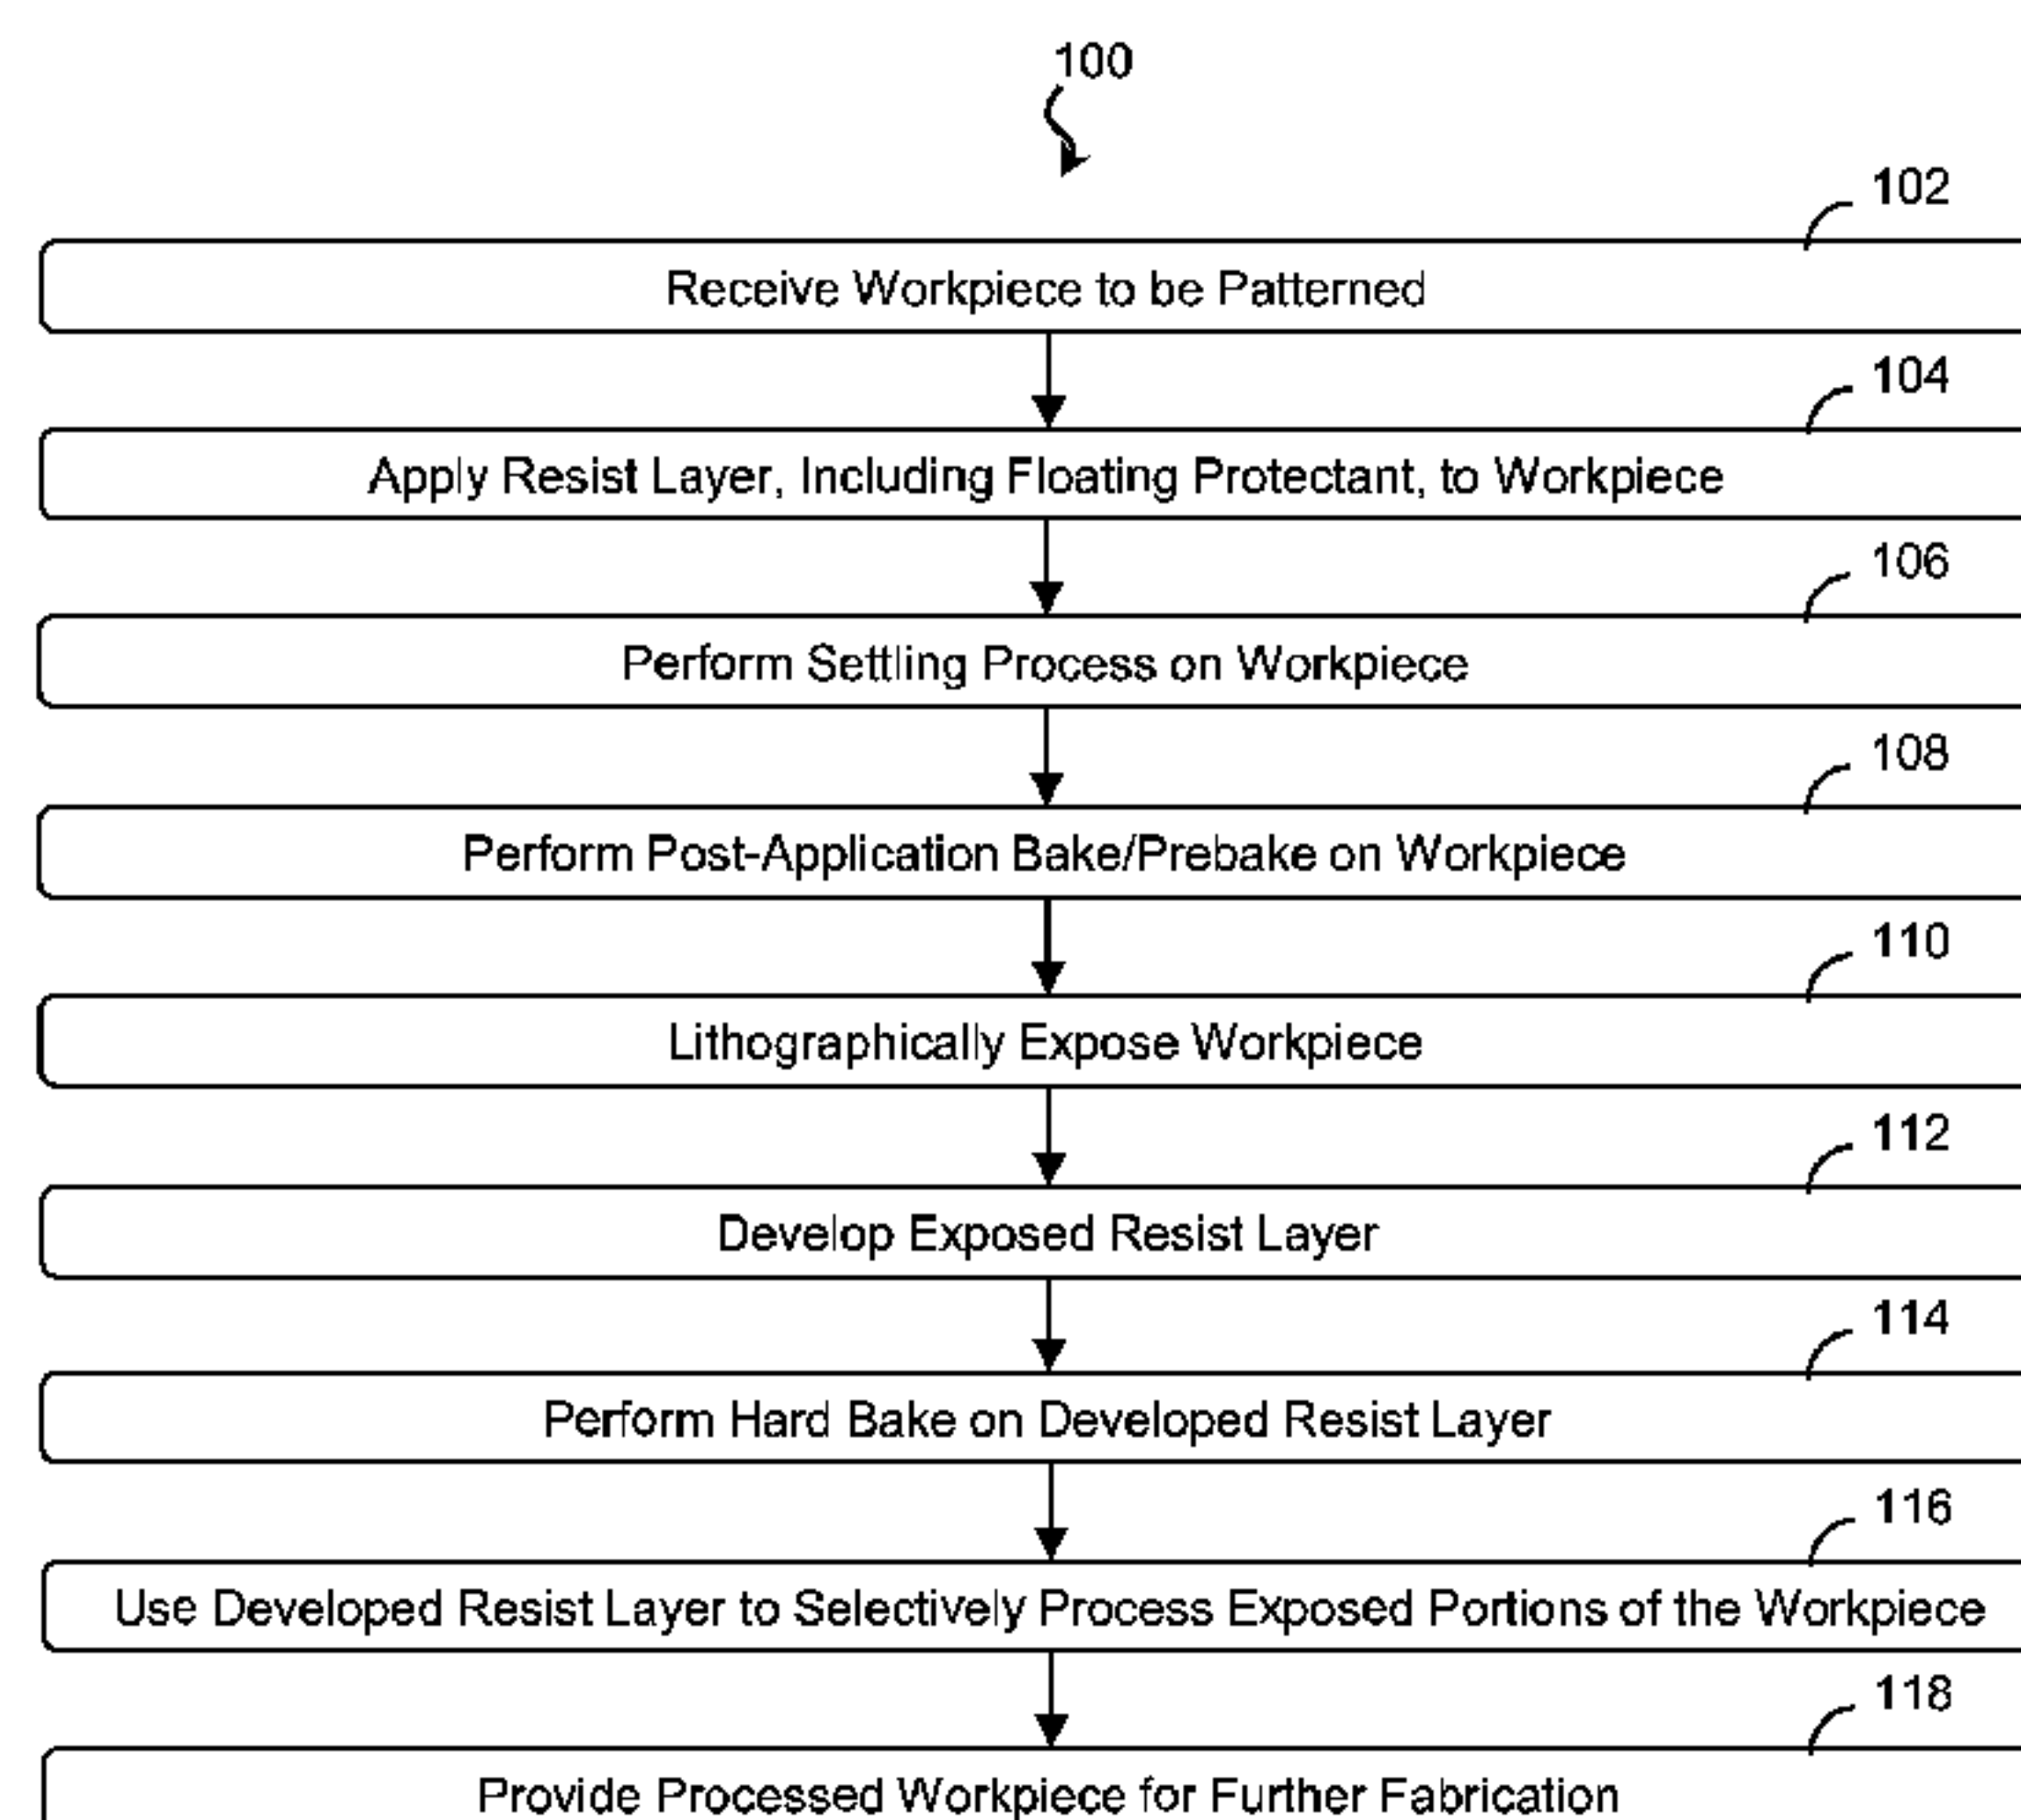 100
102
Receive Workpiece to be Patterned
104
Apply Resist Layer, Including Floating Protectant, to Workpiece
106
Perform Settling Process on Workpiece
108
Perform Post-Application Bake/Prebake on Workpiece
110
Lithographically Expose Workpiece
112
Develop Exposed Resist Layer
114
Perform Hard Bake on Developed Resist Layer
116
Use Developed Resist Layer to Selectively Process Exposed Portions of the Workpiece
118
Provide Processed Workpiece for Further Fabrication